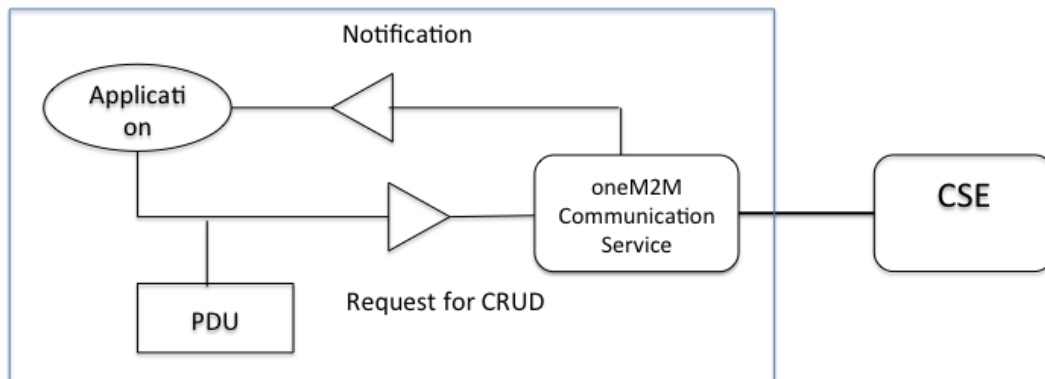 Notification
Applicati
on
oneM2M
Communication
Service
CSE
Request for CRUD
PDU